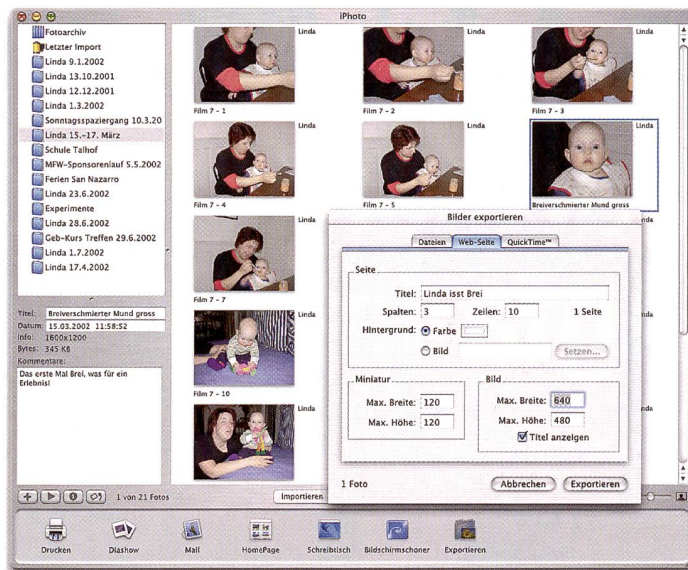 iPhoto
Fotoarchiv
Letzter Import
Linda 9.1.2002
Linda 13.10.2001
Linda 12.12.2001
Linda 1.3.2002
Sonntagsspaziergang 10.3.20
Linda 15.-17. März
Schule Talhof
MFW-Sponsorenlauf 5.5.2002
Ferien San Nazarro
Linda 23.6.2002
Experimente
Linda 28.6.2002
Geb-Kurs Treffen 29.6.2002
Linda 1.7.2002
Linda 17.4.2002
Titel: Breiverschmierter Mund gross
Datum: 15.03.2002 11:58:52
Info: 1600x1200
Bytes: 345 KB
Kommentare:
Das erste Mal Brei, was für ein
Erlebnis!
1 von 21 Fotos
Linda
Linda
Linda
Film 7 - 1
Film 7 - 2
Film 7 - 3
Linda
Linda
Linda
Film 7 - 4
Film 7 - 5
Breiverschmierter Mund gross
Linda
nda
Film 7 - 7
Linda
nda
Film 7 - 10
Linda
nda
Importieren
Bilder exportieren
Dateien
Web-Seite
QuickTime™
Seite
Titel: Linda isst Brei
Spalten: 3 Zeilen: 10 1 Seite
Hintergrund: Farbe
Bild
Setzen...
Miniatur
Max. Breite: 120
Max. Höhe: 120
Bild
Max. Breite: 640
Max. Höhe: 480
Titel anzeigen
1 Foto
Abbrechen
Exportieren
Drucken
Diashow
Mail
HomePage
Schreibtisch
Bildschirmschoner
Exportieren